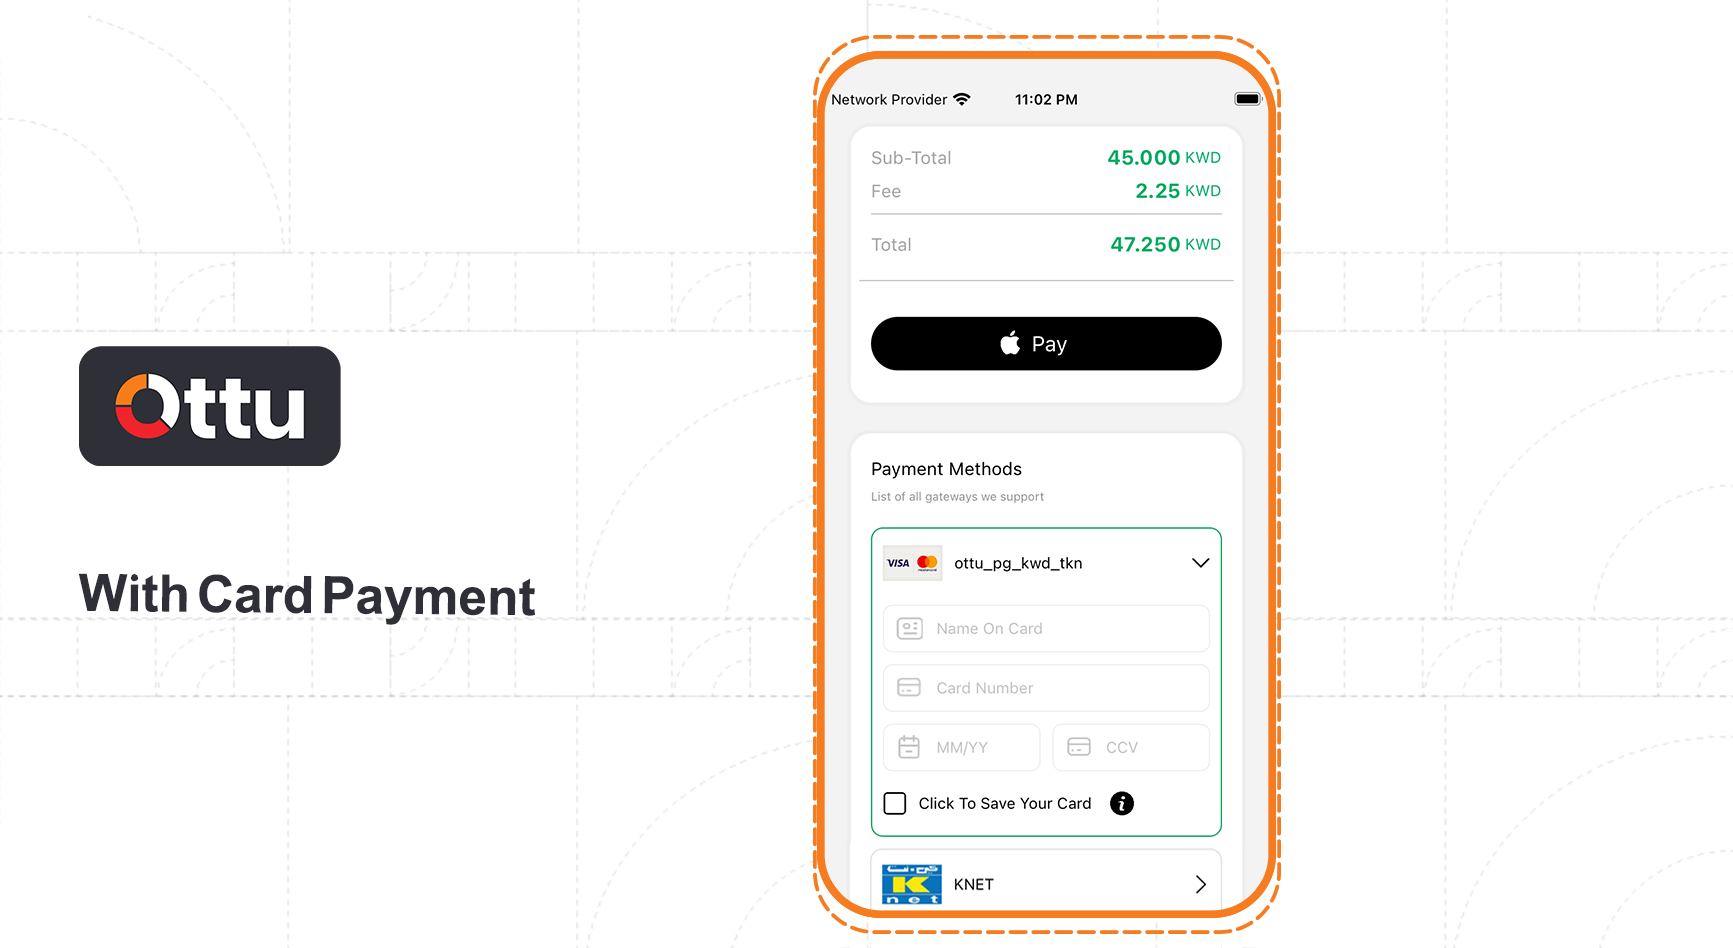 Ottu
With Card Payment
Network Provider 11:02 PM
Sub-Total 45.000 KWD
Fee 2.25 KWD
Total 47.250 KWD
Pay
Payment Methods
List of all gateways we support
VISA ottu_pg_kwd_tkn
Name On Card
Card Number
MM/YY CCV
Click To Save Your Card i
كي نت
K KNET
net